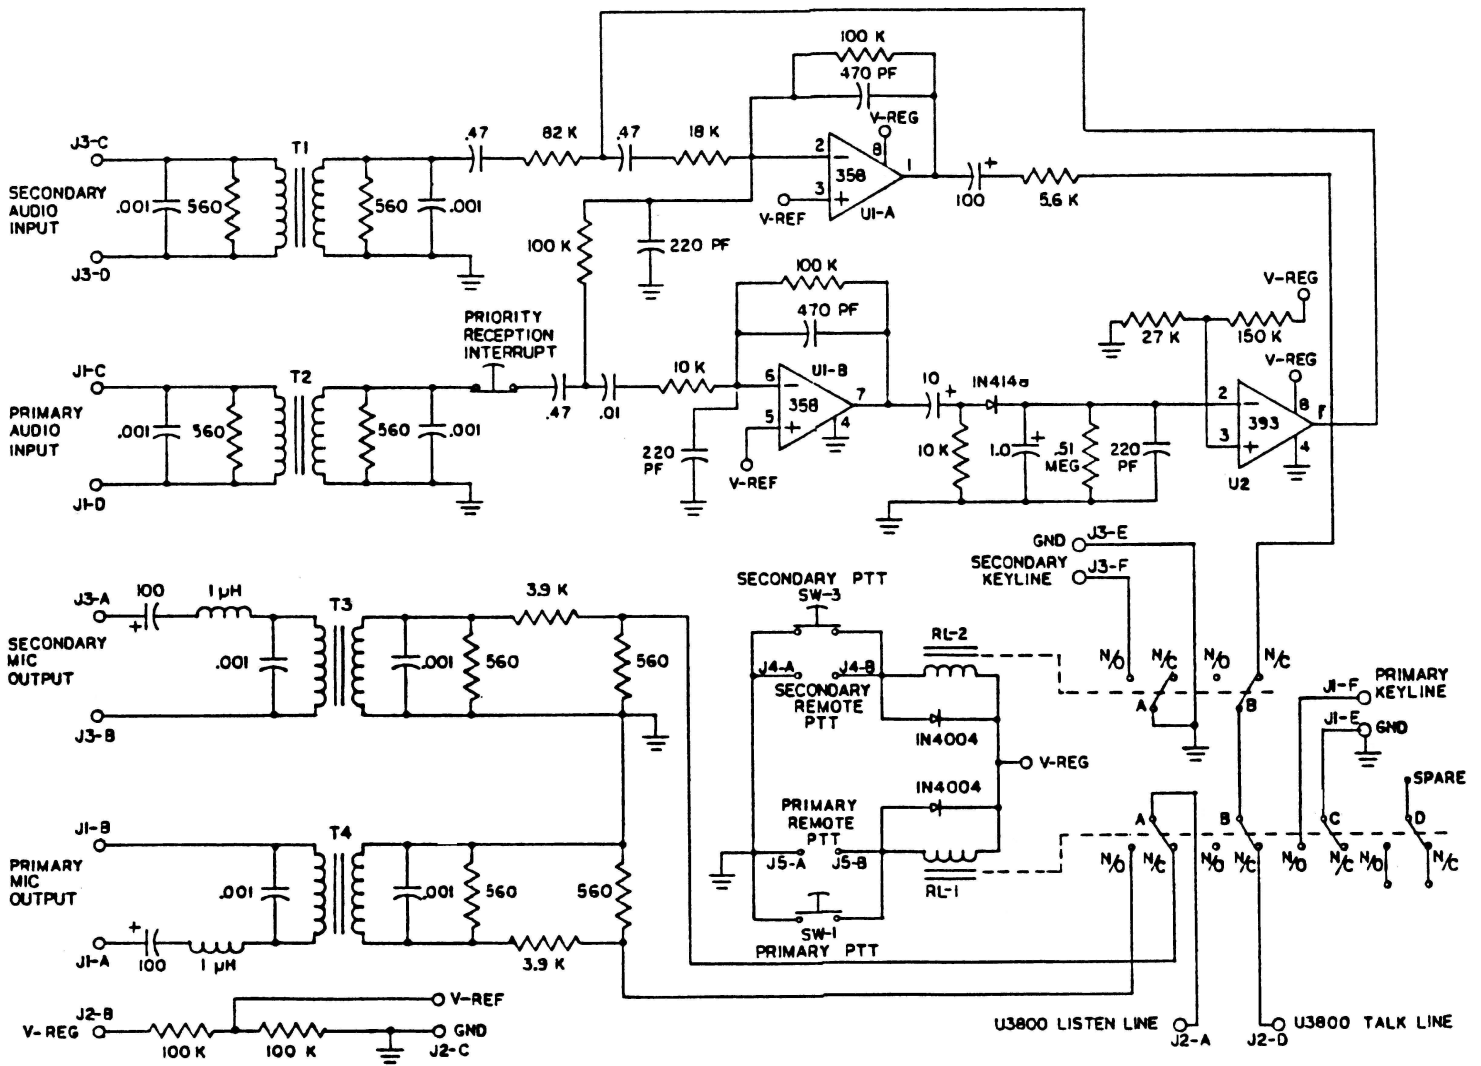 100 K
470 PF
V-REG
J3-C
T1
.47
82 K
.47
18 K
2
8
1
+
SECONDARY
AUDIO
INPUT
.001
560
560
.001
358
3
+
V-REF
U1-A
100
5.6 K
J3-D
100 K
220 PF
100 K
V-REG
470 PF
PRIORITY
RECEPTION
INTERRUPT
27 K
150 K
V-REG
J1-C
T2
10 K
6
U1-B
7
10
+
2
8
PRIMARY
AUDIO
INPUT
.001
560
560
.001
.47
.01
358
5
+
4
393
3
+
4
220
PF
V-REF
10 K
1.0
+
.51
MEG
220
PF
U2
J1-D
GND
J3-E
SECONDARY
KEYLINE
J3-F
J3-A
100
+
1 µH
T3
3.9 K
SECONDARY PTT
SW-3
RL-2
SECONDARY
MIC
OUTPUT
.001
.001
560
560
J4-A
J4-B
SECONDARY
REMOTE
PTT
N/O
N/C
N/O
N/C
J1-F
PRIMARY
KEYLINE
A
B
J1-E
GND
J3-B
1N4004
V-REG
1N4004
SPARE
J1-B
T4
PRIMARY
REMOTE
PTT
A
B
C
D
PRIMARY
MIC
OUTPUT
.001
.001
560
560
J5-A
J5-B
RL-1
N/O
N/C
N/O
N/C
N/O
N/C
N/O
N/C
+
J1-A
100
1 µH
3.9 K
SW-1
PRIMARY PTT
V-REF
J2-B
V-REG
100 K
100 K
GND
J2-C
U3800 LISTEN LINE
J2-A
J2-D
U3800 TALK LINE